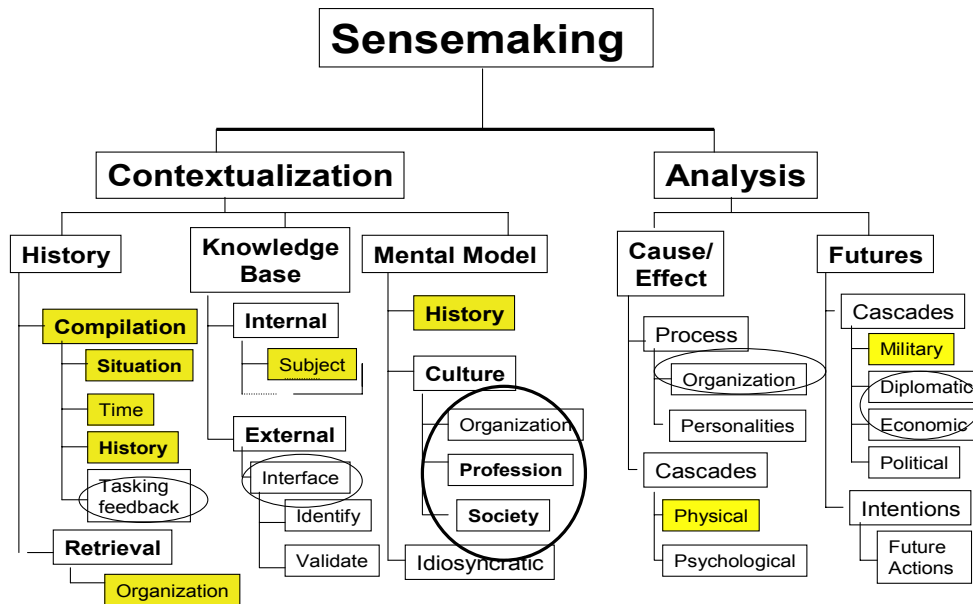 Sensemaking
Contextualization
Analysis
History
Knowledge
Base
Mental Model
Cause/
Effect
Futures
Compilation
Situation
Time
History
Tasking
feedback
Retrieval
Organization
Internal
Subject
External
Interface
Identify
Validate
History
Culture
Organization
Profession
Society
Idiosyncratic
Process
Organization
Personalities
Cascades
Physical
Psychological
Cascades
Military
Diplomatic
Economic
Political
Intentions
Future
Actions